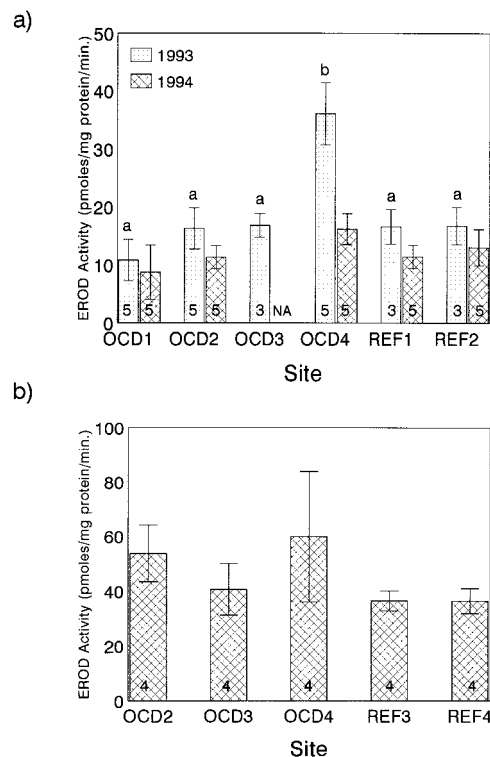 a)
EROD Activity (pmoles/mg protein/min.)
50
40
30
20
10
0
1993
1994
a a a b a a
5 5 5 5 3 NA 5 5 3 5 3 5
OCD1 OCD2 OCD3 OCD4 REF1 REF2
Site
b)
EROD Activity (pmoles/mg protein/min.)
100
80
60
40
20
0
4 4 4 4 4
OCD2 OCD3 OCD4 REF3 REF4
Site